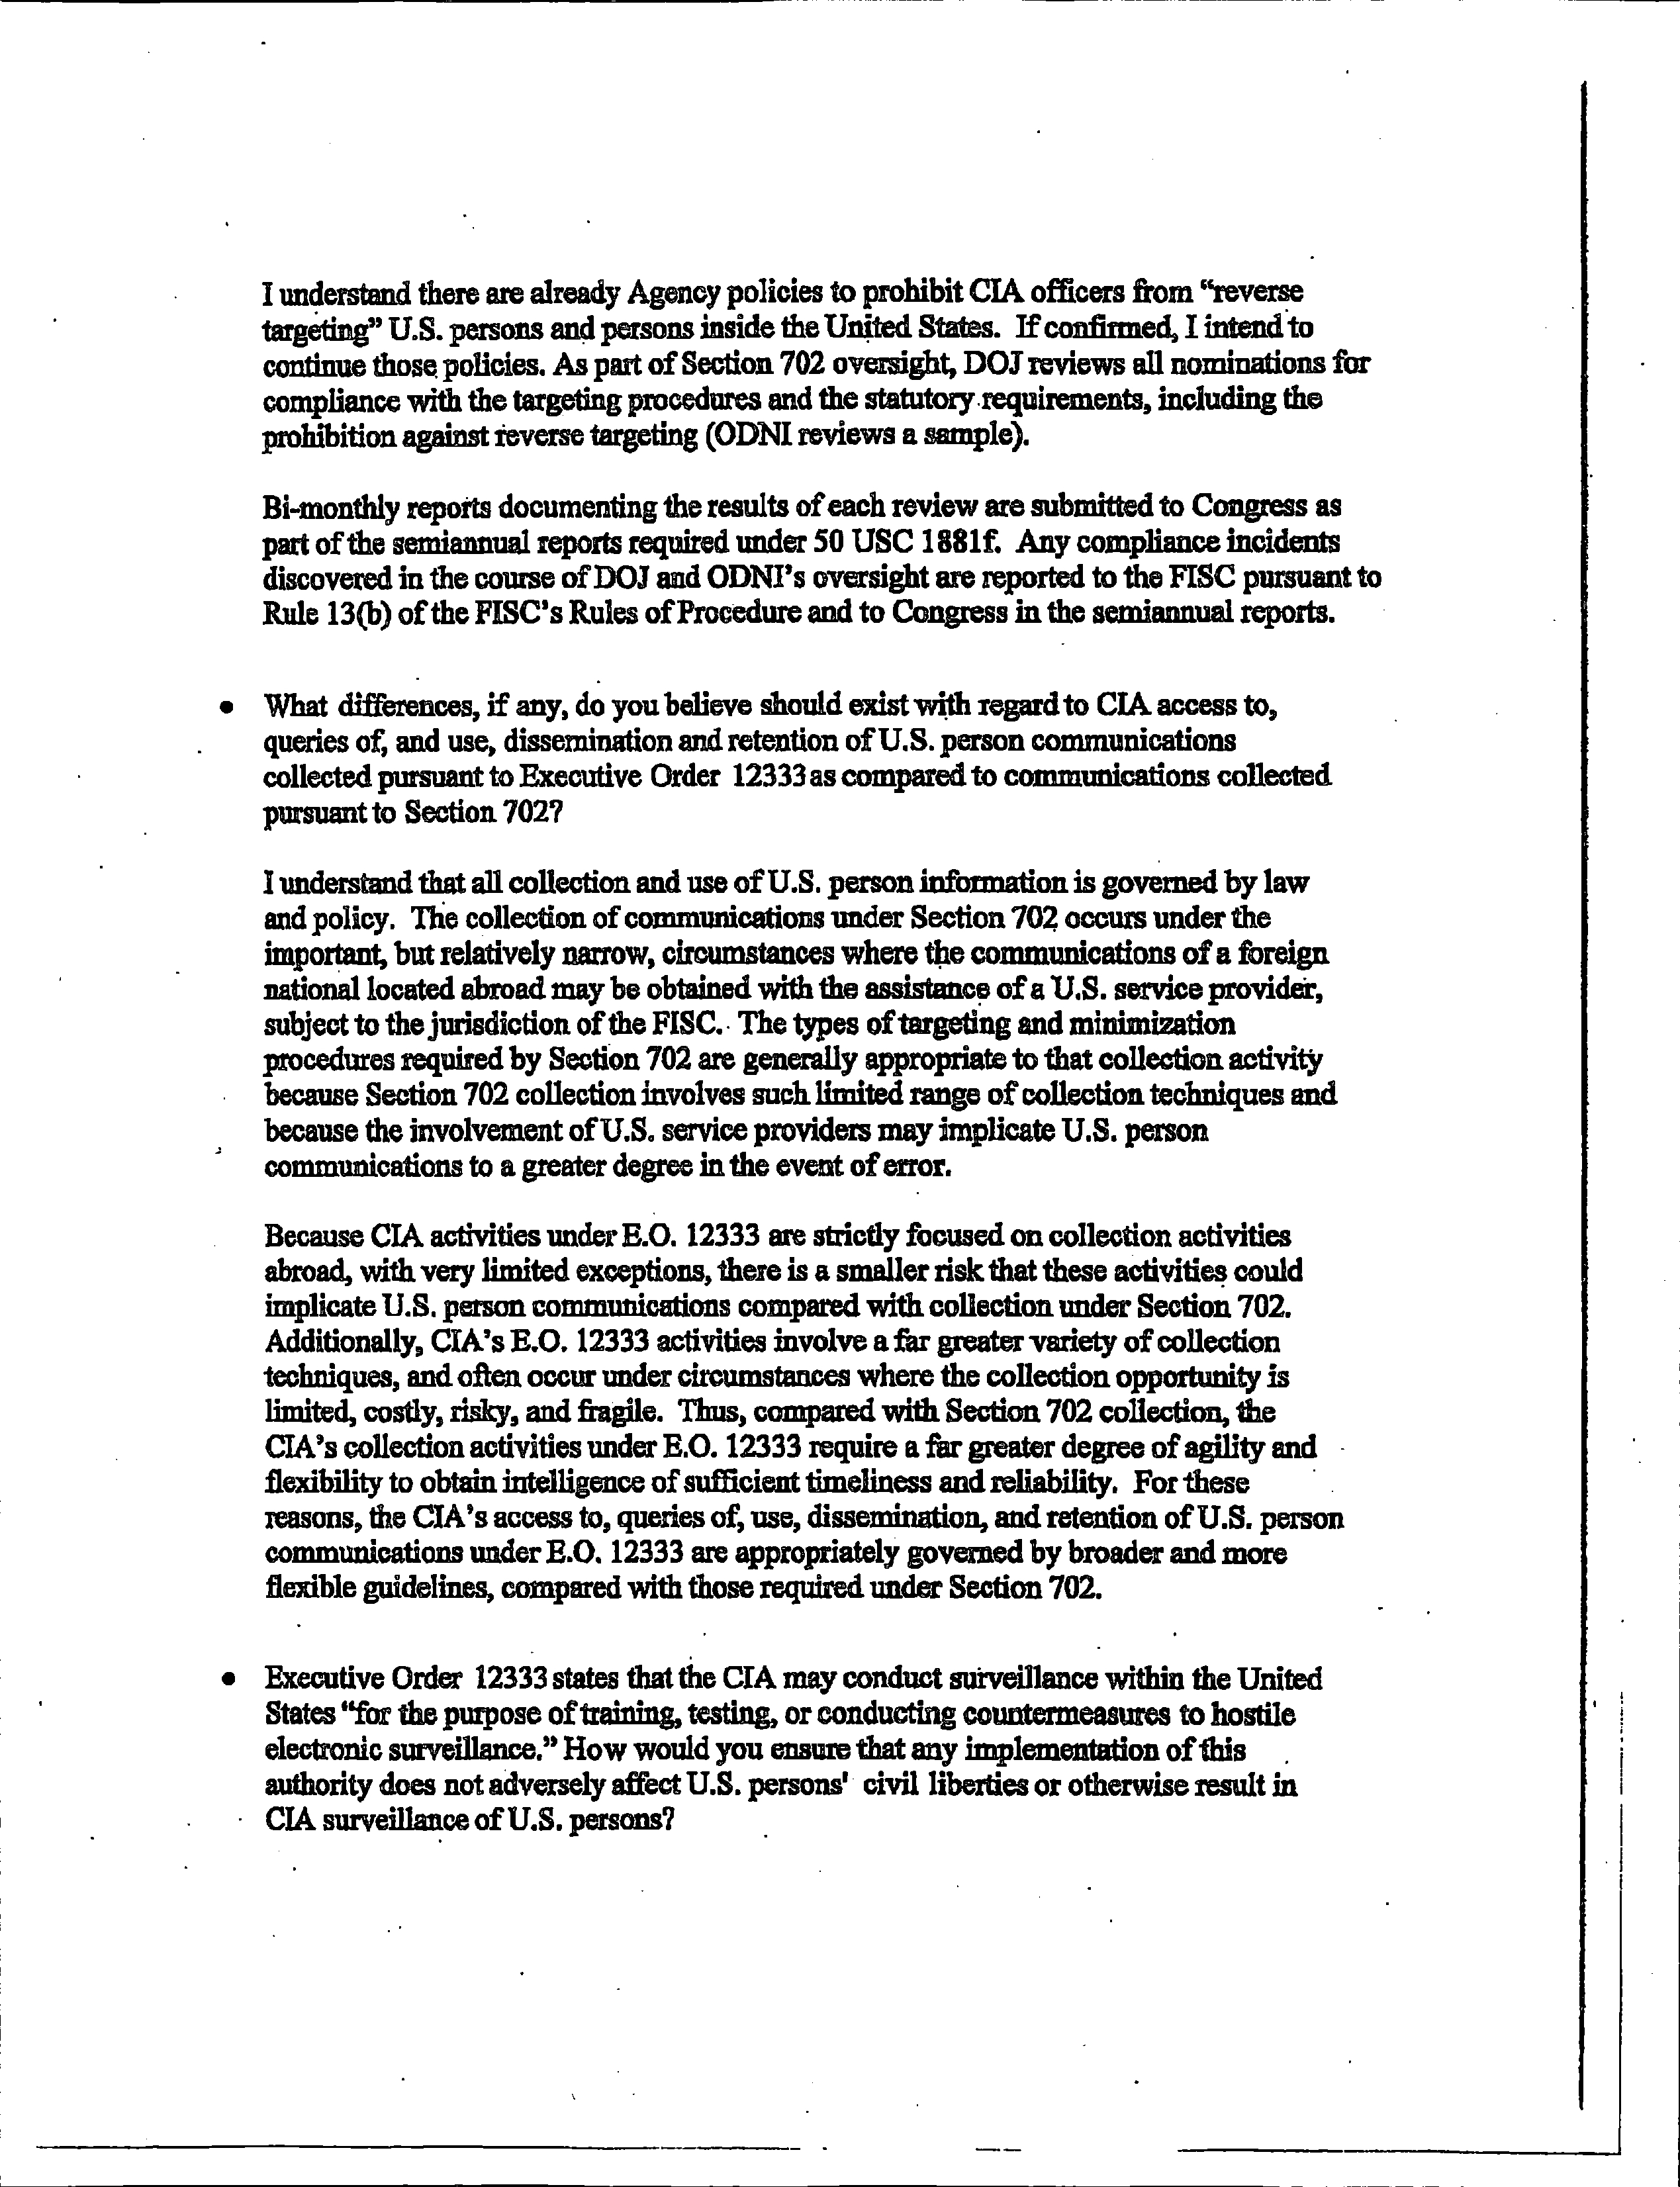 I understand there are already Agency policies to prohibit CIA officers from “reverse
targeting” U.S. persons and persons inside the United States. If confirmed, I intend to
continue those policies. As part of Section 702 oversight, DOJ reviews all nominations for
compliance with the targeting procedures and the statutory requirements, including the
prohibition against reverse targeting (ODNI reviews a sample).
Bi-monthly reports documenting the results of each review are submitted to Congress as
part of the semiannual reports required under 50 USC 1881f. Any compliance incidents
discovered in the course of DOJ and ODNI’s oversight are reported to the FISC pursuant to
Rule 13(b) of the FISC’s Rules of Procedure and to Congress in the semiannual reports.
• What differences, if any, do you believe should exist with regard to CIA access to,
queries of, and use, dissemination and retention of U.S. person communications
collected pursuant to Executive Order 12333 as compared to communications collected
pursuant to Section 702?
I understand that all collection and use of U.S. person information is governed by law
and policy. The collection of communications under Section 702 occurs under the
important, but relatively narrow, circumstances where the communications of a foreign
national located abroad may be obtained with the assistance of a U.S. service provider,
subject to the jurisdiction of the FISC. The types of targeting and minimization
procedures required by Section 702 are generally appropriate to that collection activity
because Section 702 collection involves such limited range of collection techniques and
because the involvement of U.S. service providers may implicate U.S. person
communications to a greater degree in the event of error.
Because CIA activities under E.O. 12333 are strictly focused on collection activities
abroad, with very limited exceptions, there is a smaller risk that these activities could
implicate U.S. person communications compared with collection under Section 702.
Additionally, CIA’s E.O. 12333 activities involve a far greater variety of collection
techniques, and often occur under circumstances where the collection opportunity is
limited, costly, risky, and fragile. Thus, compared with Section 702 collection, the
CIA’s collection activities under E.O. 12333 require a far greater degree of agility and
flexibility to obtain intelligence of sufficient timeliness and reliability. For these
reasons, the CIA’s access to, queries of, use, dissemination, and retention of U.S. person
communications under E.O. 12333 are appropriately governed by broader and more
flexible guidelines, compared with those required under Section 702.
• Executive Order 12333 states that the CIA may conduct surveillance within the United
States “for the purpose of training, testing, or conducting countermeasures to hostile
electronic surveillance.” How would you ensure that any implementation of this
authority does not adversely affect U.S. persons' civil liberties or otherwise result in
CIA surveillance of U.S. persons?